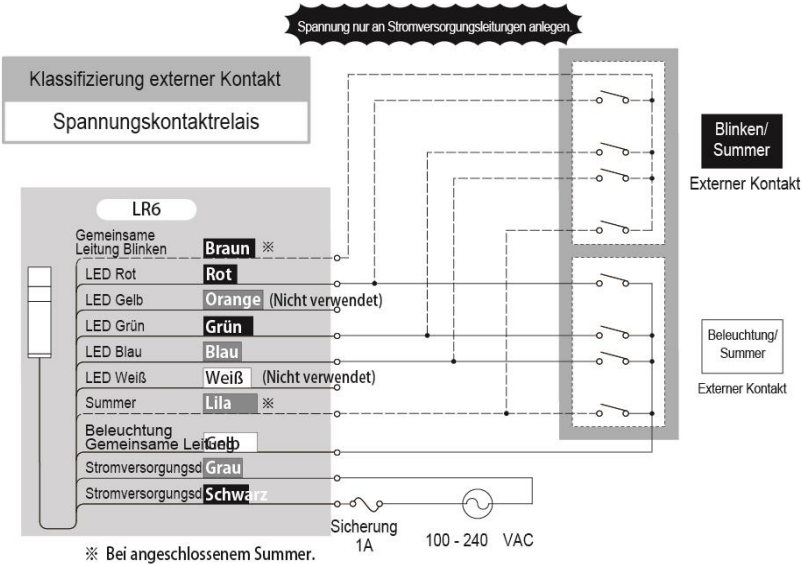 Spannung nur an Stromversorgungsleitungen anlegen.
Klassifizierung externer Kontakt
Spannungskontaktrelais
Blinken/
Summer
Externer Kontakt
LR6
Gemeinsame
Leitung Blinken Braun ※
LED Rot Rot
LED Gelb Orange (Nicht verwendet)
LED Grün Grün
LED Blau Blau
LED Weiß Weiß (Nicht verwendet)
Summer Lila ※
Beleuchtung
Gemeinsame Leitung Gelb
Stromversorgungsd Grau
Stromversorgungsd Schwarz
Beleuchtung/
Summer
Externer Kontakt
Sicherung
1A
100 - 240 VAC
※ Bei angeschlossenem Summer.